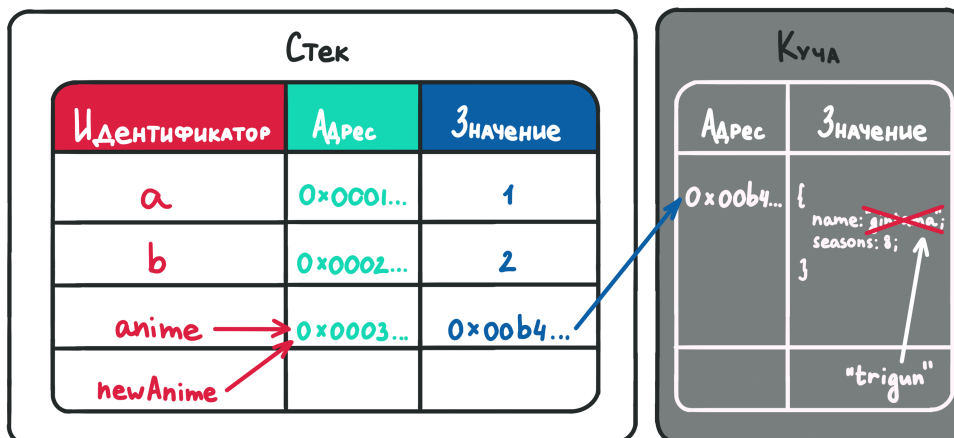 Стек
Идентификатор Адрес Значение
a 0x0001... 1
b 0x0002... 2
anime 0x0003... 0x00b4...
newAnime
Куча
Адрес Значение
0x00b4... {
name: "gintama";
seasons: 8;
}
"trigun"